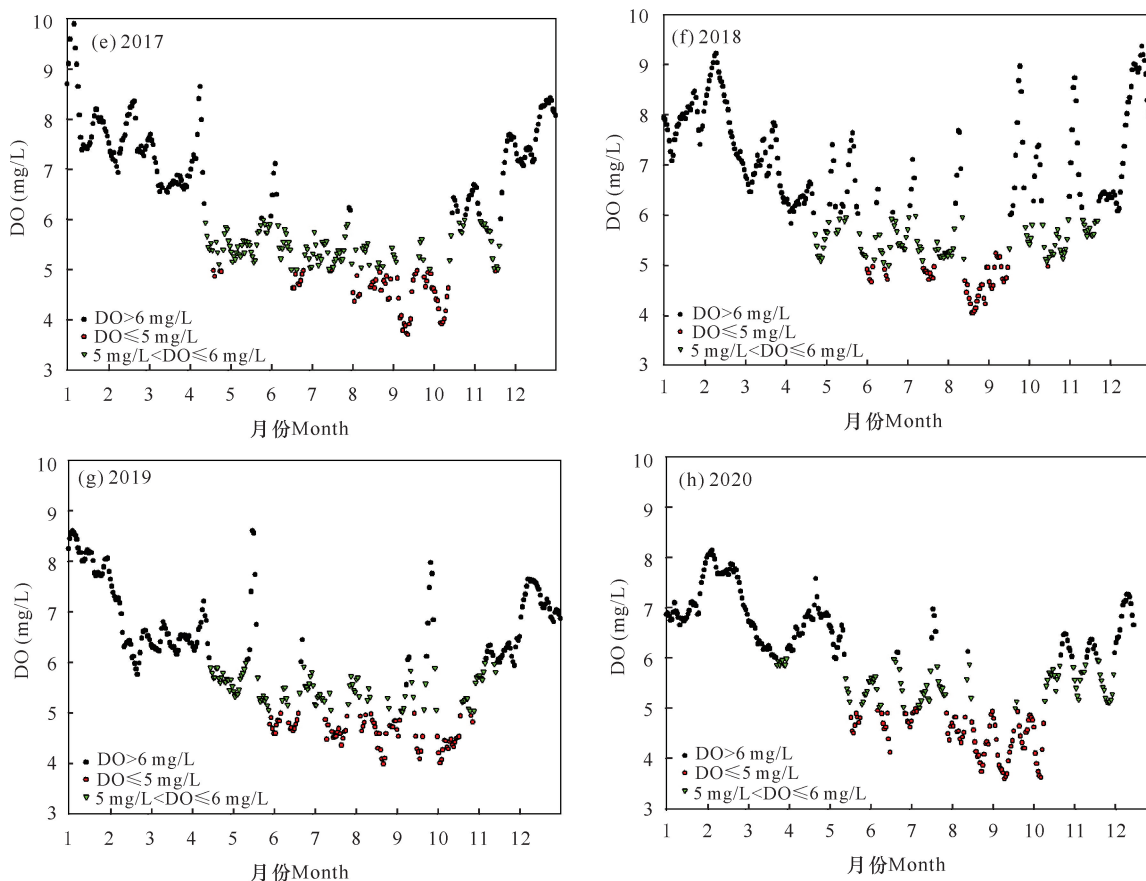 (e) 2017
10
9
8
7
6
5
4
3
DO (mg/L)
DO>6 mg/L
DO≤5 mg/L
5 mg/L<DO≤6 mg/L
1 2 3 4 5 6 7 8 9 10 11 12
月份Month
(f) 2018
10
9
8
7
6
5
4
3
DO (mg/L)
DO>6 mg/L
DO≤5 mg/L
5 mg/L<DO≤6 mg/L
1 2 3 4 5 6 7 8 9 10 11 12
月份Month
(g) 2019
10
9
8
7
6
5
4
3
DO (mg/L)
DO>6 mg/L
DO≤5 mg/L
5 mg/L<DO≤6 mg/L
1 2 3 4 5 6 7 8 9 10 11 12
月份Month
(h) 2020
10
9
8
7
6
5
4
3
DO (mg/L)
DO>6 mg/L
DO≤5 mg/L
5 mg/L<DO≤6 mg/L
1 2 3 4 5 6 7 8 9 10 11 12
月份Month